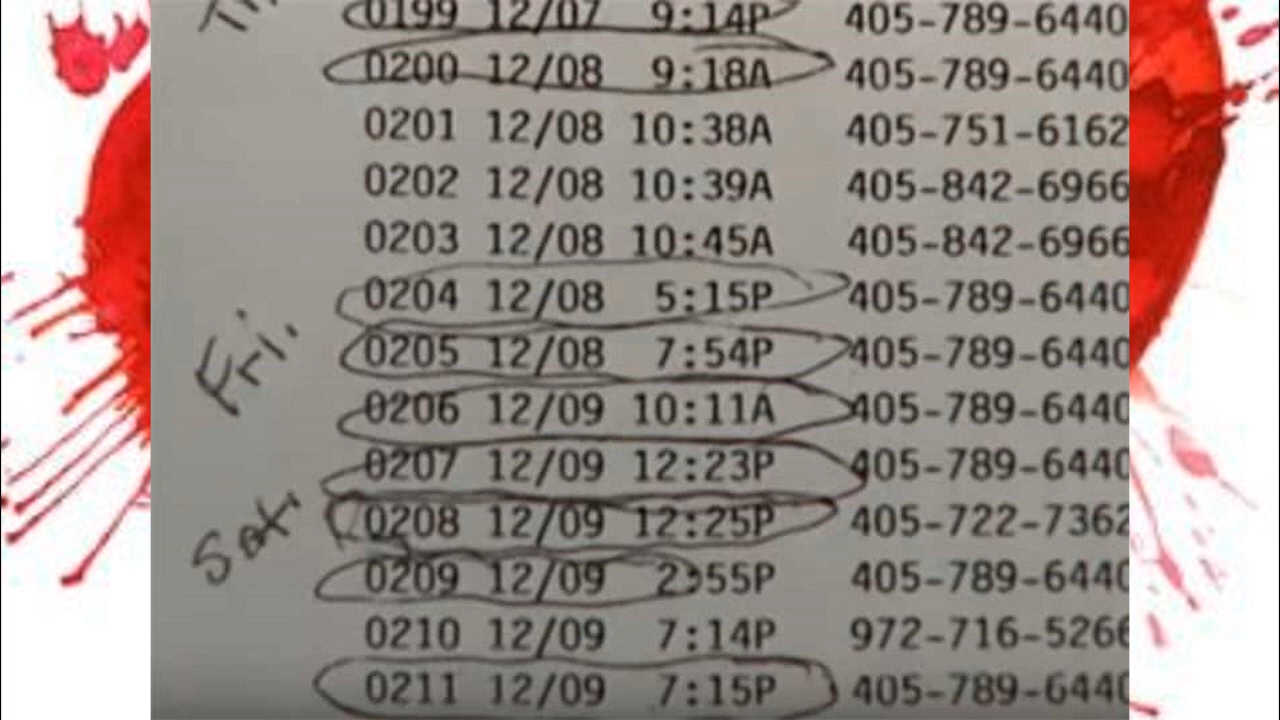 0199 12/07 9:14P 405-789-6440
0200 12/08 9:18A 405-789-6440
0201 12/08 10:38A 405-751-6162
0202 12/08 10:39A 405-842-6966
0203 12/08 10:45A 405-842-6966
0204 12/08 5:15P 405-789-6440
Fri.
0205 12/08 7:54P 405-789-6440
0206 12/09 10:11A 405-789-6440
0207 12/09 12:23P 405-789-6440
Sat.
0208 12/09 12:25P 405-722-7362
0209 12/09 2:55P 405-789-6440
0210 12/09 7:14P 972-716-5266
0211 12/09 7:15P 405-789-6440